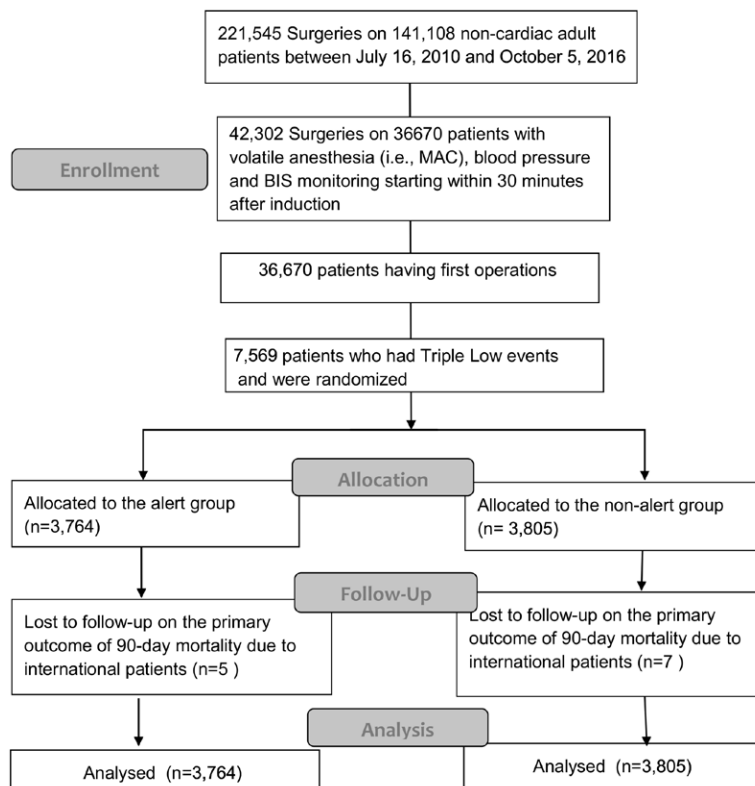 221,545 Surgeries on 141,108 non-cardiac adult
patients between July 16, 2010 and October 5, 2016
42,302 Surgeries on 36670 patients with
volatile anesthesia (i.e., MAC), blood pressure
and BIS monitoring starting within 30 minutes
after induction
Enrollment
36,670 patients having first operations
7,569 patients who had Triple Low events
and were randomized
Allocation
Allocated to the alert group
(n=3,764)
Allocated to the non-alert group
(n= 3,805)
Follow-Up
Lost to follow-up on the primary
outcome of 90-day mortality due to
international patients (n=5 )
Lost to follow-up on the primary
outcome of 90-day mortality due to
international patients (n=7 )
Analysis
Analysed (n=3,764)
Analysed (n=3,805)